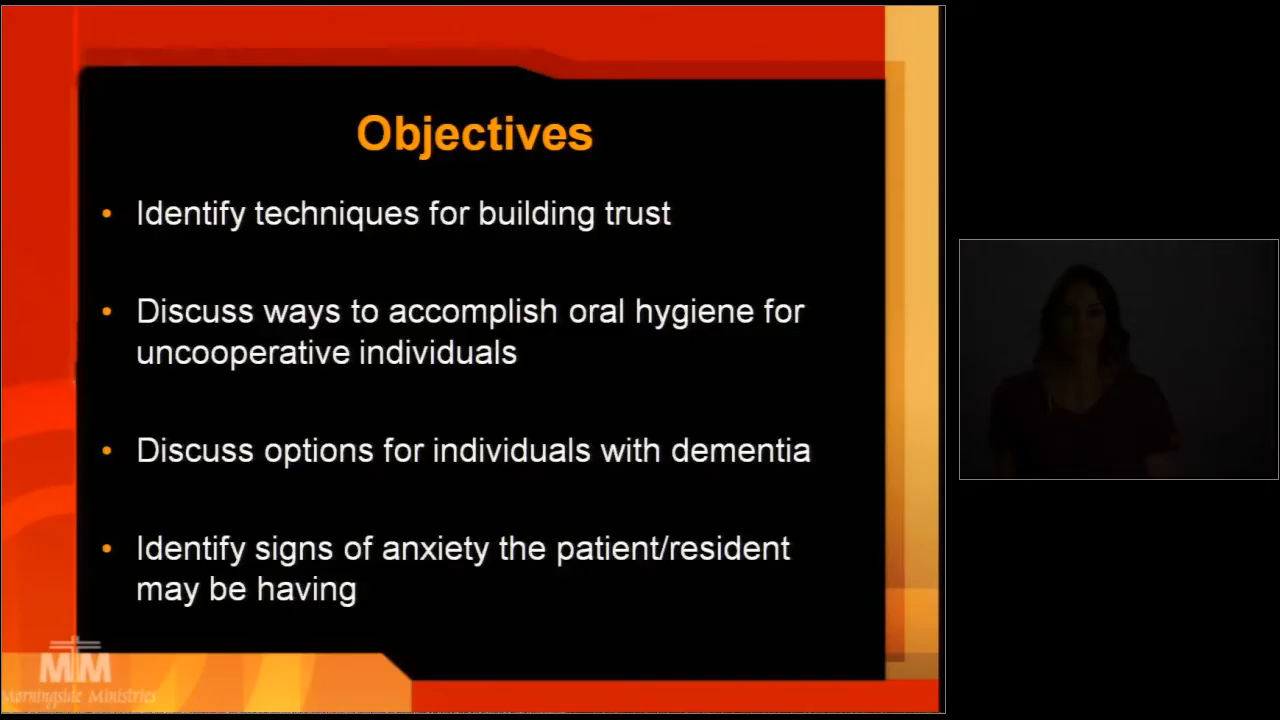 Objectives
• Identify techniques for building trust
• Discuss ways to accomplish oral hygiene for
uncooperative individuals
• Discuss options for individuals with dementia
• Identify signs of anxiety the patient/resident
may be having
MM
Morningside Ministries